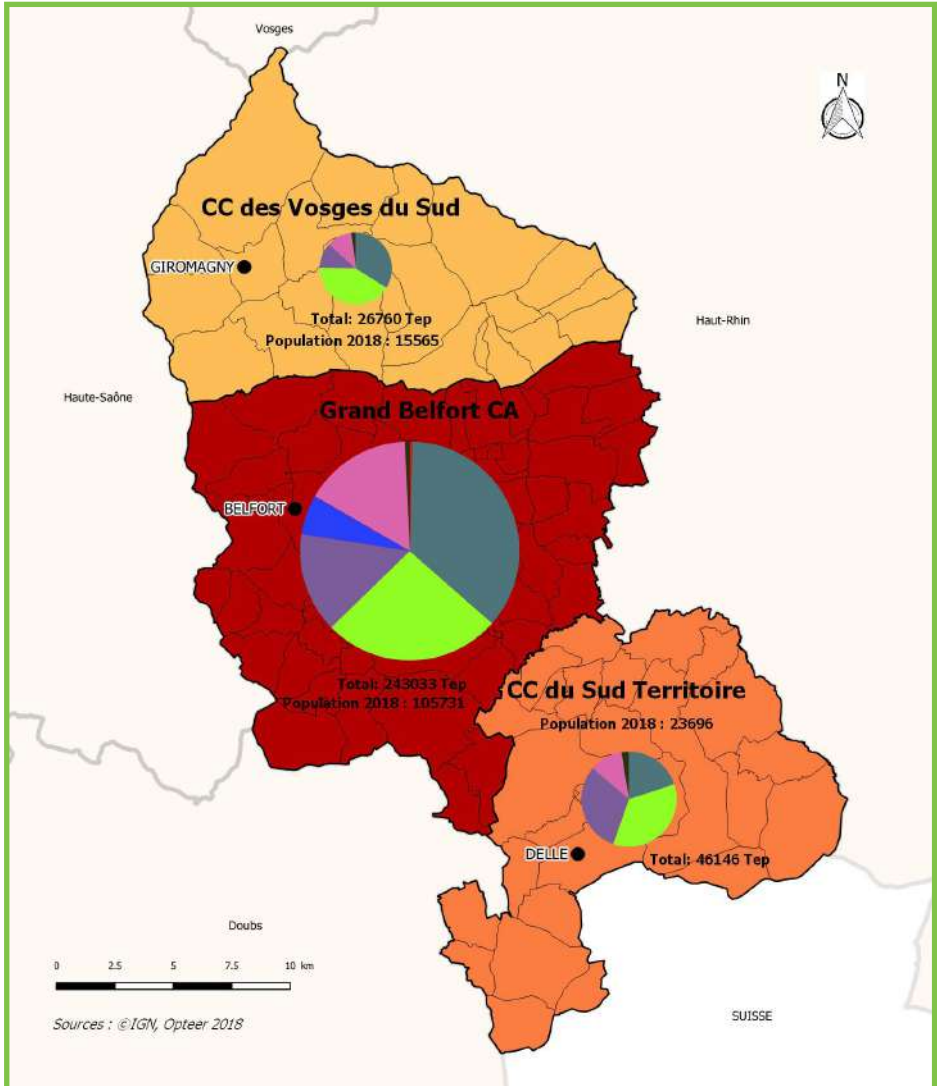 Vosges
N
CC des Vosges du Sud
GIROMAGNY
Total: 26760 Tep
Population 2018 : 15565
Haut-Rhin
Haute-Saône
Grand Belfort CA
BELFORT
Total: 243033 Tep
Population 2018 : 105731
CC du Sud Territoire
Population 2018 : 23696
DELLE
Total: 46146 Tep
Doubs
0 2.5 5 7.5 10 km
Sources : ©IGN, Opteer 2018
SUISSE